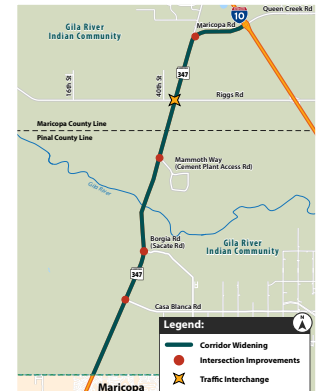 Gila River
Indian Community
Queen Creek Rd
INTERSTATE
10
Maricopa Rd
347
16th St
40th St
Riggs Rd
Maricopa County Line
Pinal County Line
Mammoth Way
(Cement Plant Access Rd)
Gila River
Borgia Rd
(Sacate Rd)
Gila River
Indian Community
347
Casa Blanca Rd
Legend:
N
Corridor Widening
Intersection Improvements
Traffic Interchange
Maricopa